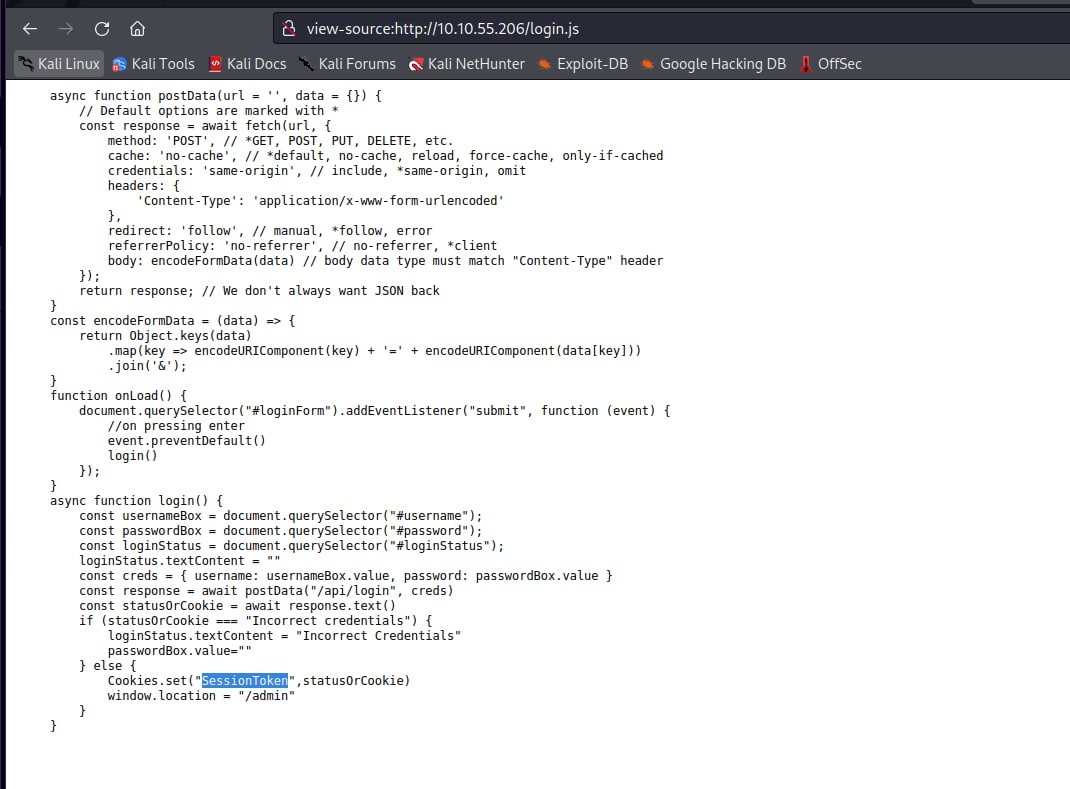 view-source:http://10.10.55.206/login.js
Kali Linux Kali Tools Kali Docs Kali Forums Kali NetHunter Exploit-DB Google Hacking DB OffSec
async function postData(url = '', data = {}) {
    // Default options are marked with *
    const response = await fetch(url, {
        method: 'POST', // *GET, POST, PUT, DELETE, etc.
        cache: 'no-cache', // *default, no-cache, reload, force-cache, only-if-cached
        credentials: 'same-origin', // include, *same-origin, omit
        headers: {
            'Content-Type': 'application/x-www-form-urlencoded'
        },
        redirect: 'follow', // manual, *follow, error
        referrerPolicy: 'no-referrer', // no-referrer, *client
        body: encodeFormData(data) // body data type must match "Content-Type" header
    });
    return response; // We don't always want JSON back
}
const encodeFormData = (data) => {
    return Object.keys(data)
        .map(key => encodeURIComponent(key) + '=' + encodeURIComponent(data[key]))
        .join('&');
}
function onLoad() {
    document.querySelector("#loginForm").addEventListener("submit", function (event) {
        //on pressing enter
        event.preventDefault()
        login()
    });
}
async function login() {
    const usernameBox = document.querySelector("#username");
    const passwordBox = document.querySelector("#password");
    const loginStatus = document.querySelector("#loginStatus");
    loginStatus.textContent = ""
    const creds = { username: usernameBox.value, password: passwordBox.value }
    const response = await postData("/api/login", creds)
    const statusOrCookie = await response.text()
    if (statusOrCookie === "Incorrect credentials") {
        loginStatus.textContent = "Incorrect Credentials"
        passwordBox.value=""
    } else {
        Cookies.set("SessionToken",statusOrCookie)
        window.location = "/admin"
    }
}